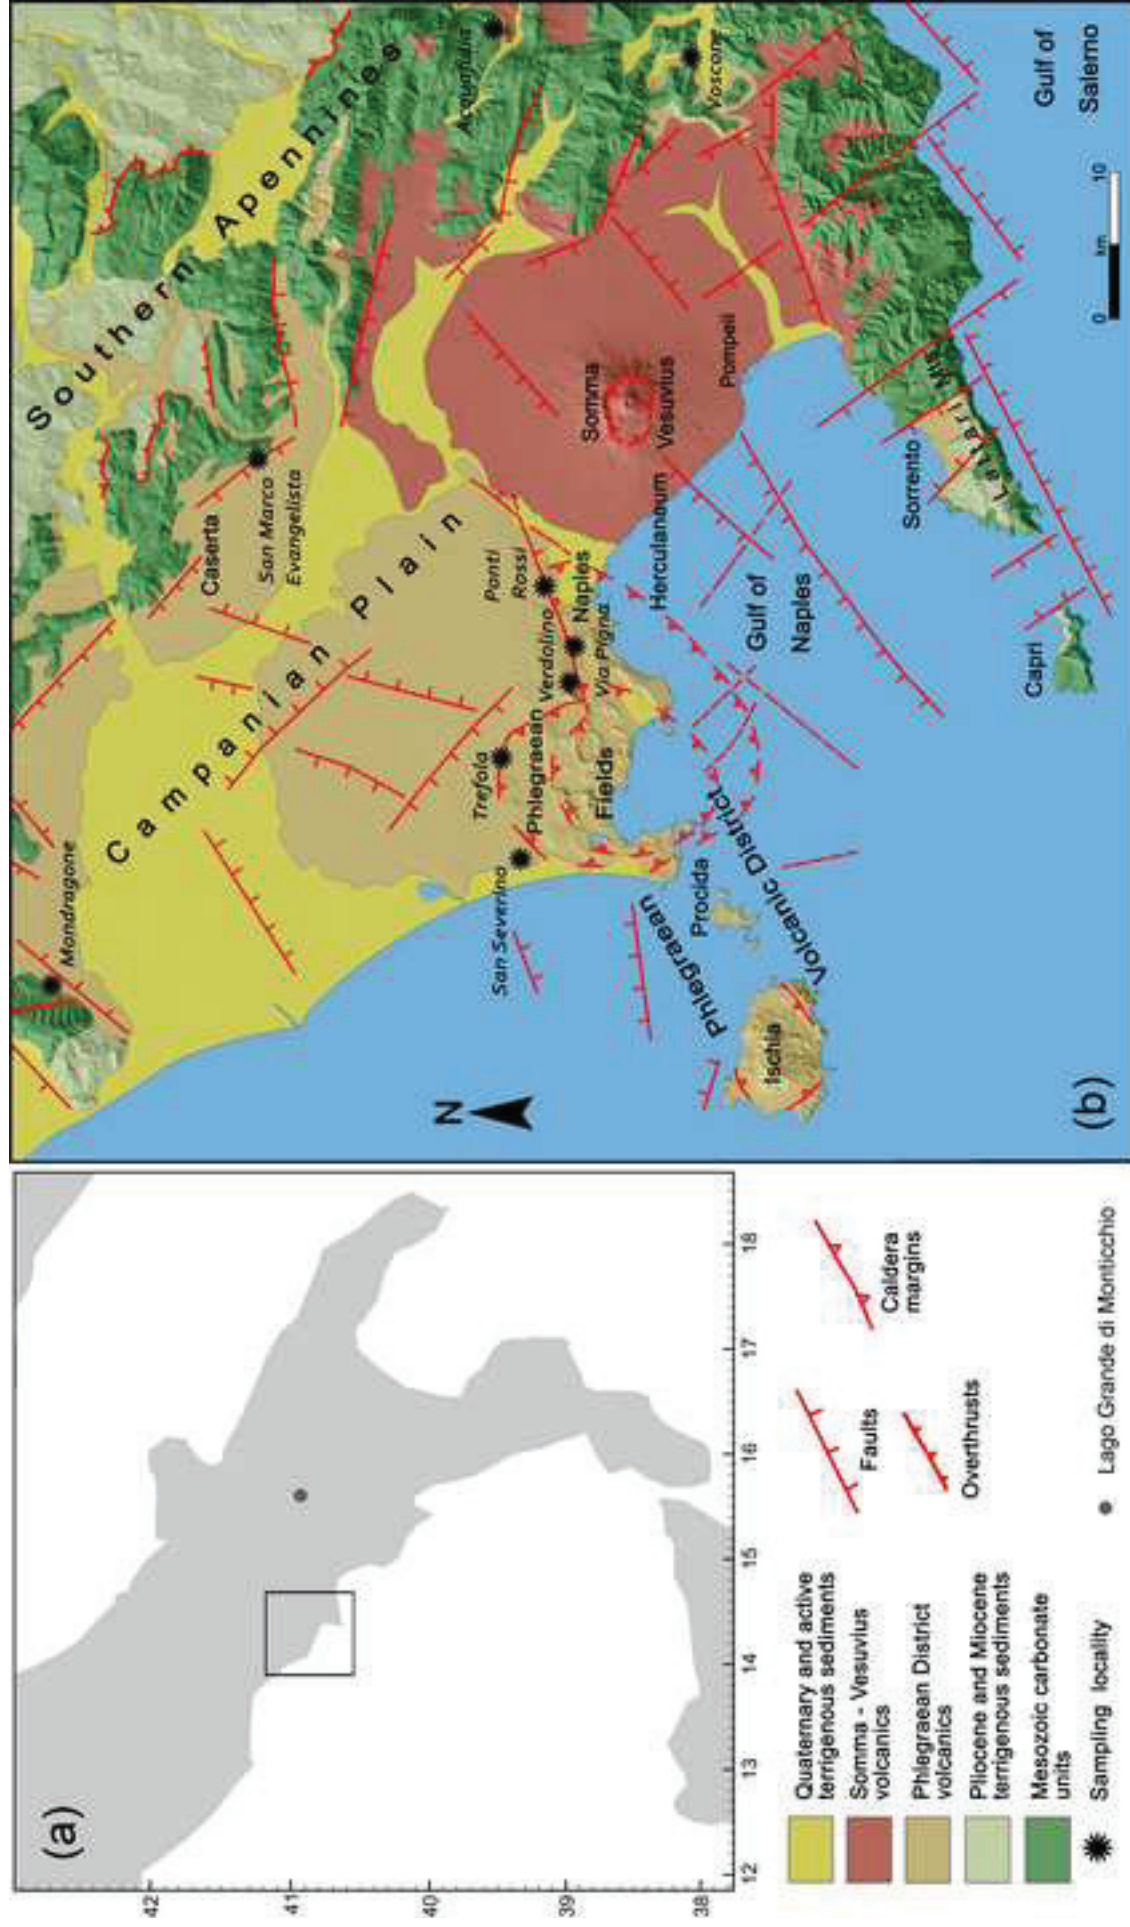 (a)
42
41
40
39
38
12
13
14
15
16
17
18
Quaternary and active
terrigenous sediments
Somma - Vesuvius
volcanics
Phlegraean District
volcanics
Pliocene and Miocene
terrigenous sediments
Mesozoic carbonate
units
Sampling locality
Faults
Overthrusts
Caldera
margins
Lago Grande di Monticchio
(b)
N
Mondragone
Southern Apennines
Campanian Plain
Caserta
San Marco
Evangelista
Acquafidia
Voscone
San Severino
Trefola
Phlegraean
Fields
Verdolino
Ponti
Rossi
Naples
Via Pigna
Somma
Vesuvius
Herculaneum
Pompeii
Gulf of
Naples
Phlegraean
Volcanic District
Procida
Ischia
Capri
Sorrento
Lattari Mts
Gulf of
Salerno
0 km 10